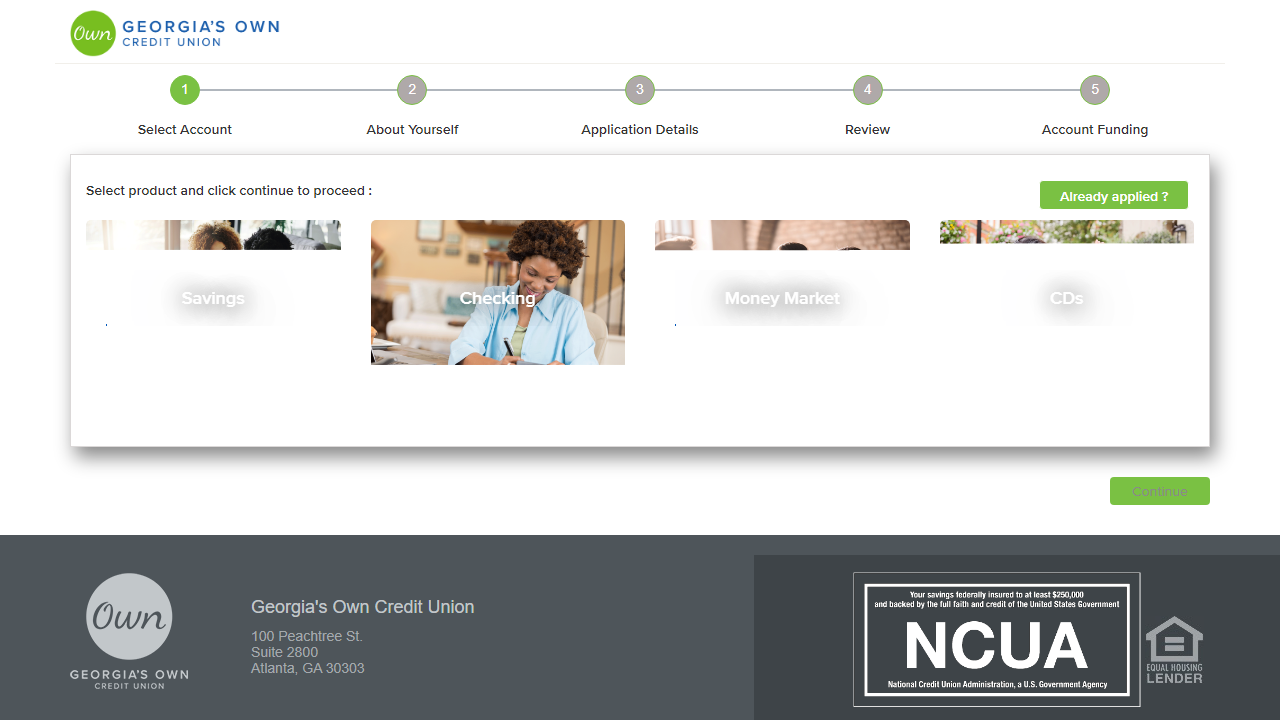 Own GEORGIA'S OWN
CREDIT UNION
1 2 3 4 5
Select Account About Yourself Application Details Review Account Funding
Select product and click continue to proceed :
Already applied ?
Savings Checking Money Market CDs
Continue
Own
GEORGIA'S OWN
CREDIT UNION
Georgia's Own Credit Union
100 Peachtree St.
Suite 2800
Atlanta, GA 30303
Your savings federally insured to at least $250,000
and backed by the full faith and credit of the United States Government
NCUA
National Credit Union Administration, a U.S. Government Agency
EQUAL HOUSING
LENDER